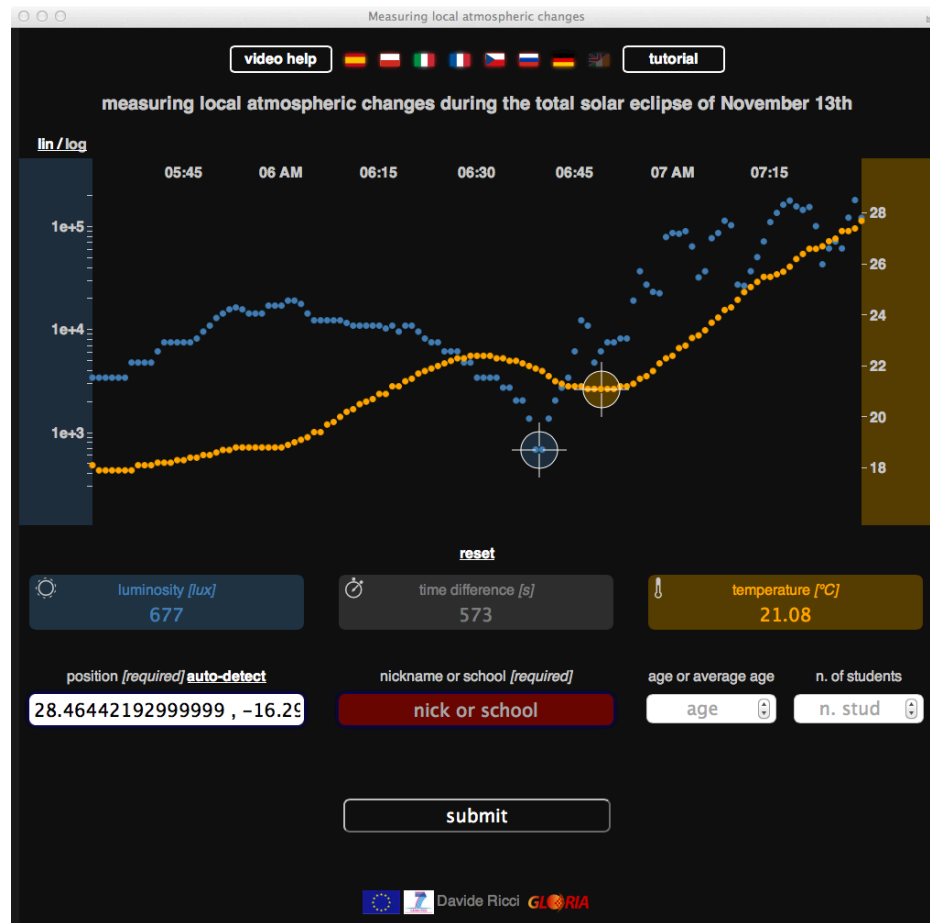 Measuring local atmospheric changes
video help
tutorial
measuring local atmospheric changes during the total solar eclipse of November 13th
lin / log
05:45 06 AM 06:15 06:30 06:45 07 AM 07:15
1e+5
1e+4
1e+3
28
26
24
22
20
18
reset
luminosity [lux]
677
time difference [s]
573
temperature [°C]
21.08
position [required] auto-detect
28.46442192999999 , -16.29
nickname or school [required]
nick or school
age or average age
age
n. of students
n. stud
submit
7
Davide Ricci GLORIA